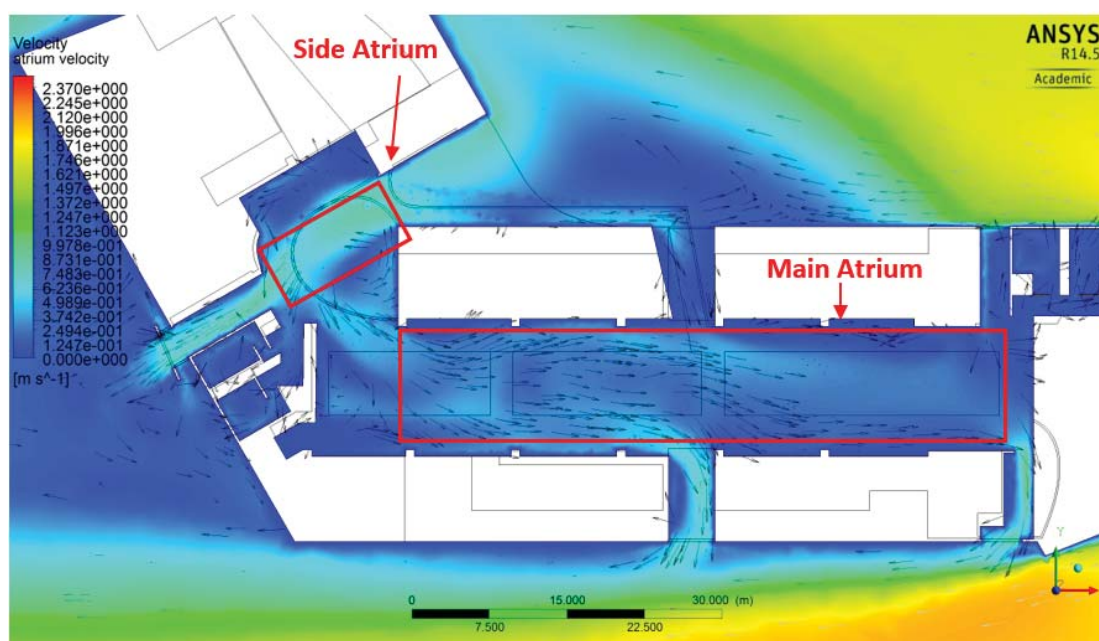 Velocity
atrium velocity
2.370e+000
2.245e+000
2.120e+000
1.996e+000
1.871e+000
1.746e+000
1.622e+000
1.497e+000
1.372e+000
1.247e+000
1.123e+000
9.978e-001
8.730e-001
7.483e-001
6.236e-001
4.989e-001
3.742e-001
2.494e-001
1.247e-001
0.000e+000
[m s^-1]
Side Atrium
ANSYS
R14.5
Academic
Main Atrium
0 15.000 30.000 (m)
7.500 22.500
Y
Z